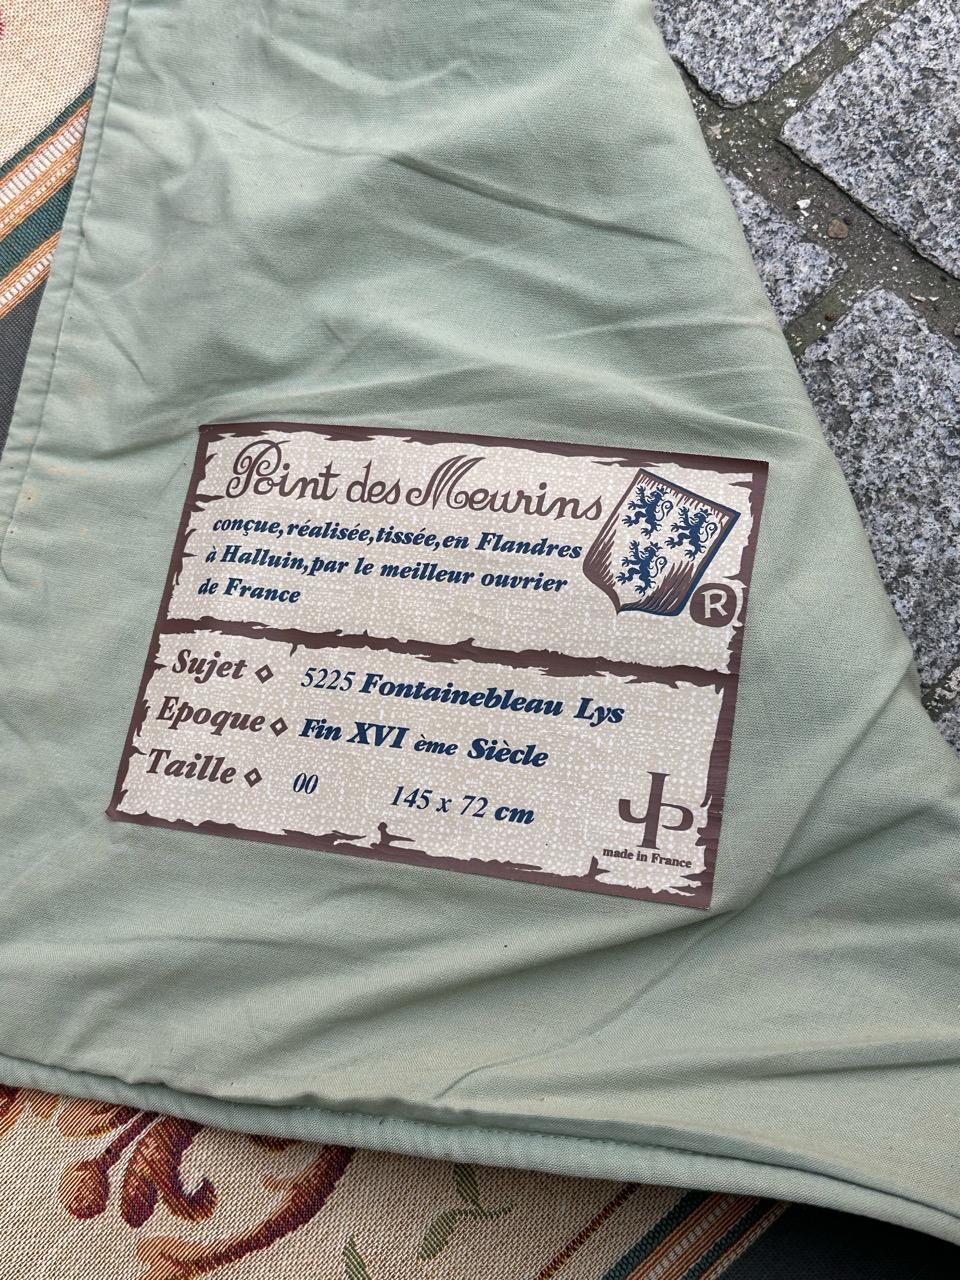 Point des Meurins
conçue, réalisée, tissée, en Flandres
à Halluin, par le meilleur ouvrier
de France
R
Sujet ◇ 5225 Fontainebleau Lys
Epoque ◇ Fin XVI ème Siècle
Taille ◇ 00 145 x 72 cm
JP
made in France